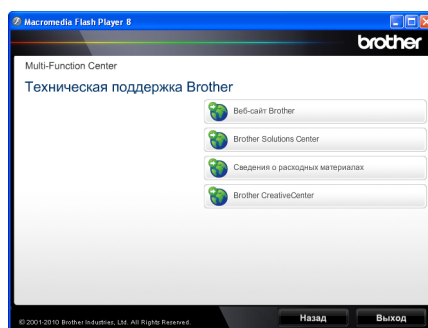 Macromedia Flash Player 8
brother
Multi-Function Center
Техническая поддержка Brother
Веб-сайт Brother
Brother Solutions Center
Сведения о расходных материалах
Brother CreativeCenter
© 2001-2010 Brother Industries, Ltd. All Rights Reserved.
Назад
Выход